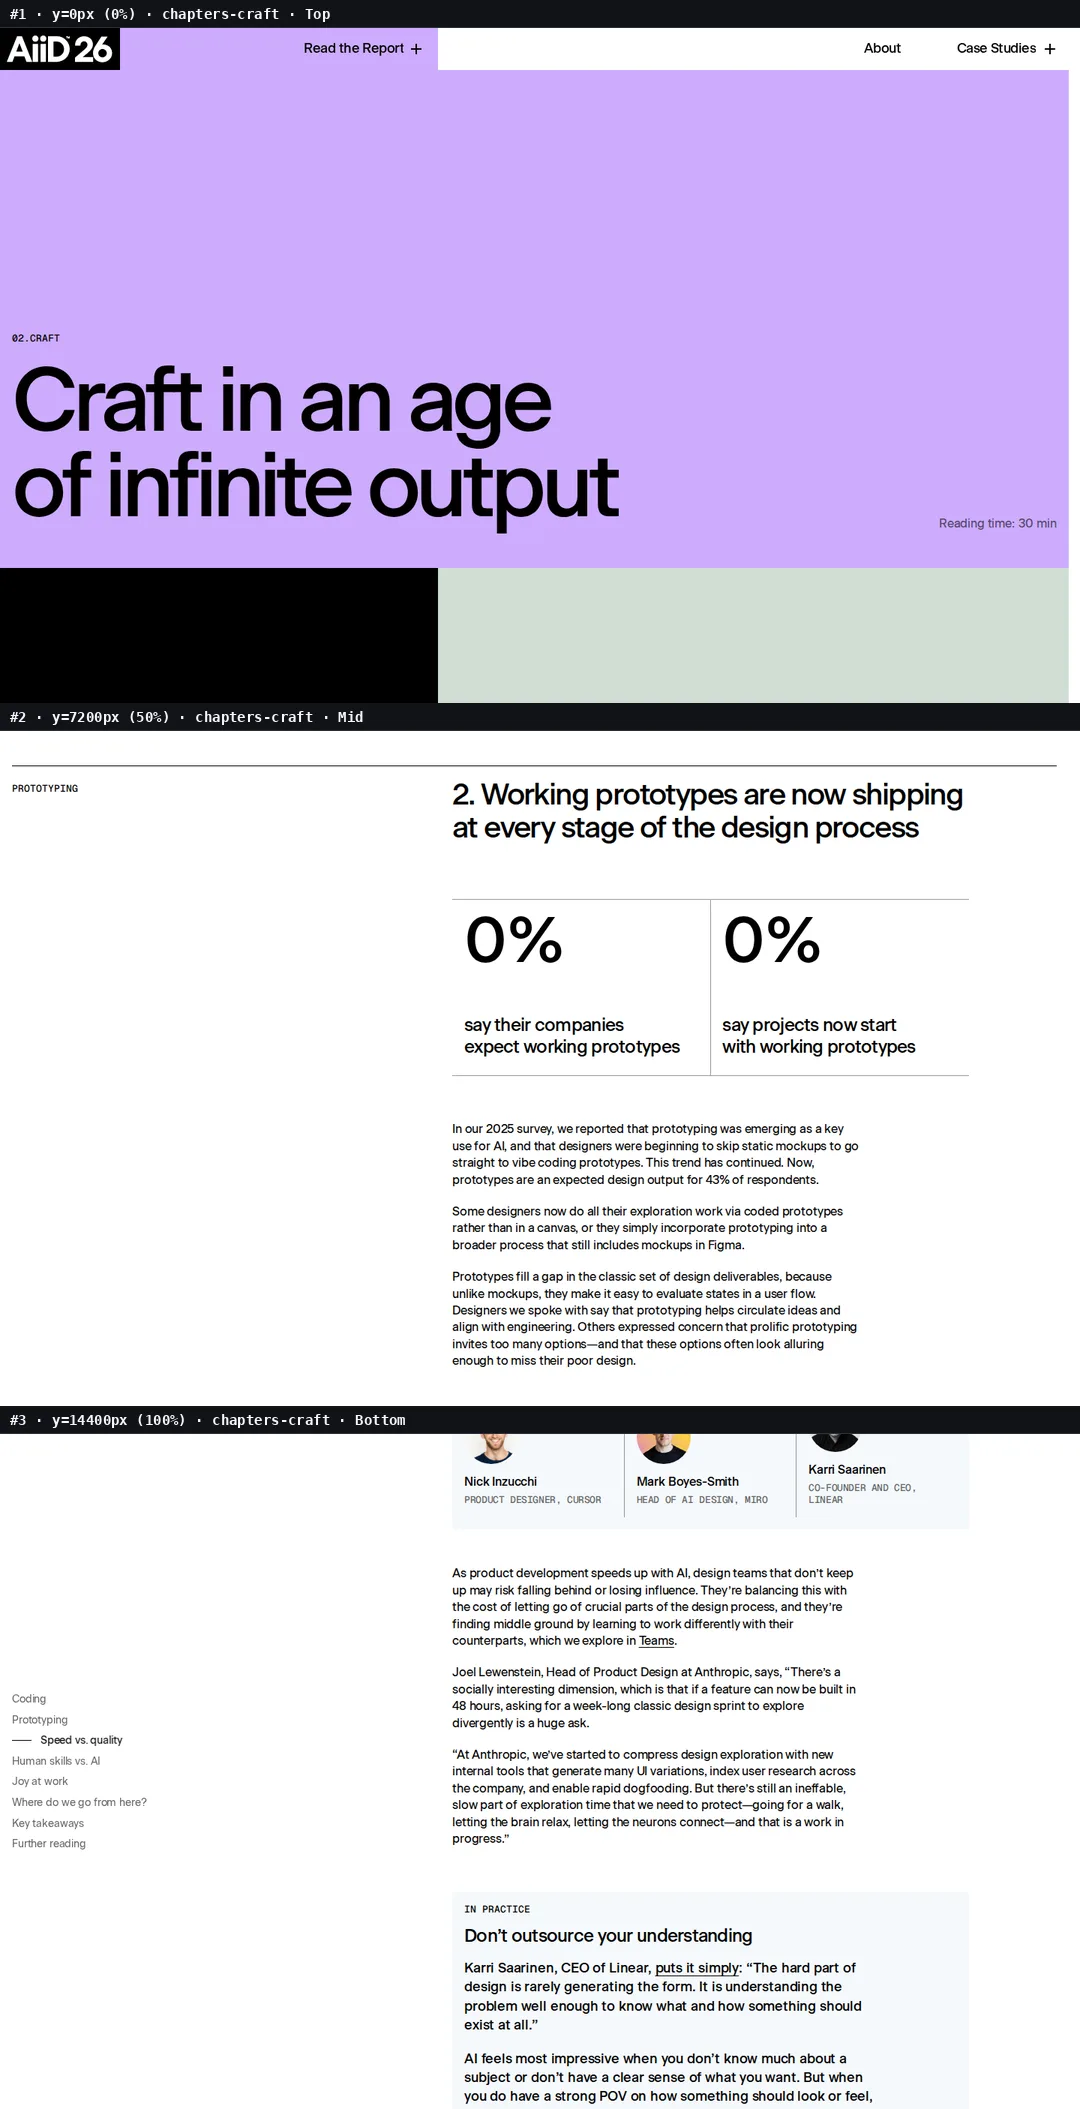 #1 · y=0px (0%) · chapters-craft · Top
AiiD 26
Read the Report +
About
Case Studies +
02.CRAFT
Craft in an age
of infinite output
Reading time: 30 min
#2 · y=7200px (50%) · chapters-craft · Mid
PROTOTYPING
2. Working prototypes are now shipping
at every stage of the design process
0%
say their companies
expect working prototypes
0%
say projects now start
with working prototypes
In our 2025 survey, we reported that prototyping was emerging as a key
use for AI, and that designers were beginning to skip static mockups to go
straight to vibe coding prototypes. This trend has continued. Now,
prototypes are an expected design output for 43% of respondents.
Some designers now do all their exploration work via coded prototypes
rather than in a canvas, or they simply incorporate prototyping into a
broader process that still includes mockups in Figma.
Prototypes fill a gap in the classic set of design deliverables, because
unlike mockups, they make it easy to evaluate states in a user flow.
Designers we spoke with say that prototyping helps circulate ideas and
align with engineering. Others expressed concern that prolific prototyping
invites too many options—and that these options often look alluring
enough to miss their poor design.
#3 · y=14400px (100%) · chapters-craft · Bottom
Nick Inzucchi
PRODUCT DESIGNER, CURSOR
Mark Boyes-Smith
HEAD OF AI DESIGN, MIRO
Karri Saarinen
CO-FOUNDER AND CEO,
LINEAR
As product development speeds up with AI, design teams that don’t keep
up may risk falling behind or losing influence. They’re balancing this with
the cost of letting go of crucial parts of the design process, and they’re
finding middle ground by learning to work differently with their
counterparts, which we explore in Teams.
Joel Lewenstein, Head of Product Design at Anthropic, says, “There’s a
socially interesting dimension, which is that if a feature can now be built in
48 hours, asking for a week-long classic design sprint to explore
divergently is a huge ask.
“At Anthropic, we’ve started to compress design exploration with new
internal tools that generate many UI variations, index user research across
the company, and enable rapid dogfooding. But there’s still an ineffable,
slow part of exploration time that we need to protect—going for a walk,
letting the brain relax, letting the neurons connect—and that is a work in
progress.”
Coding
Prototyping
Speed vs. quality
Human skills vs. AI
Joy at work
Where do we go from here?
Key takeaways
Further reading
IN PRACTICE
Don’t outsource your understanding
Karri Saarinen, CEO of Linear, puts it simply: “The hard part of
design is rarely generating the form. It is understanding the
problem well enough to know what and how something should
exist at all.”
AI feels most impressive when you don’t know much about a
subject or don’t have a clear sense of what you want. But when
you do have a strong POV on how something should look or feel,